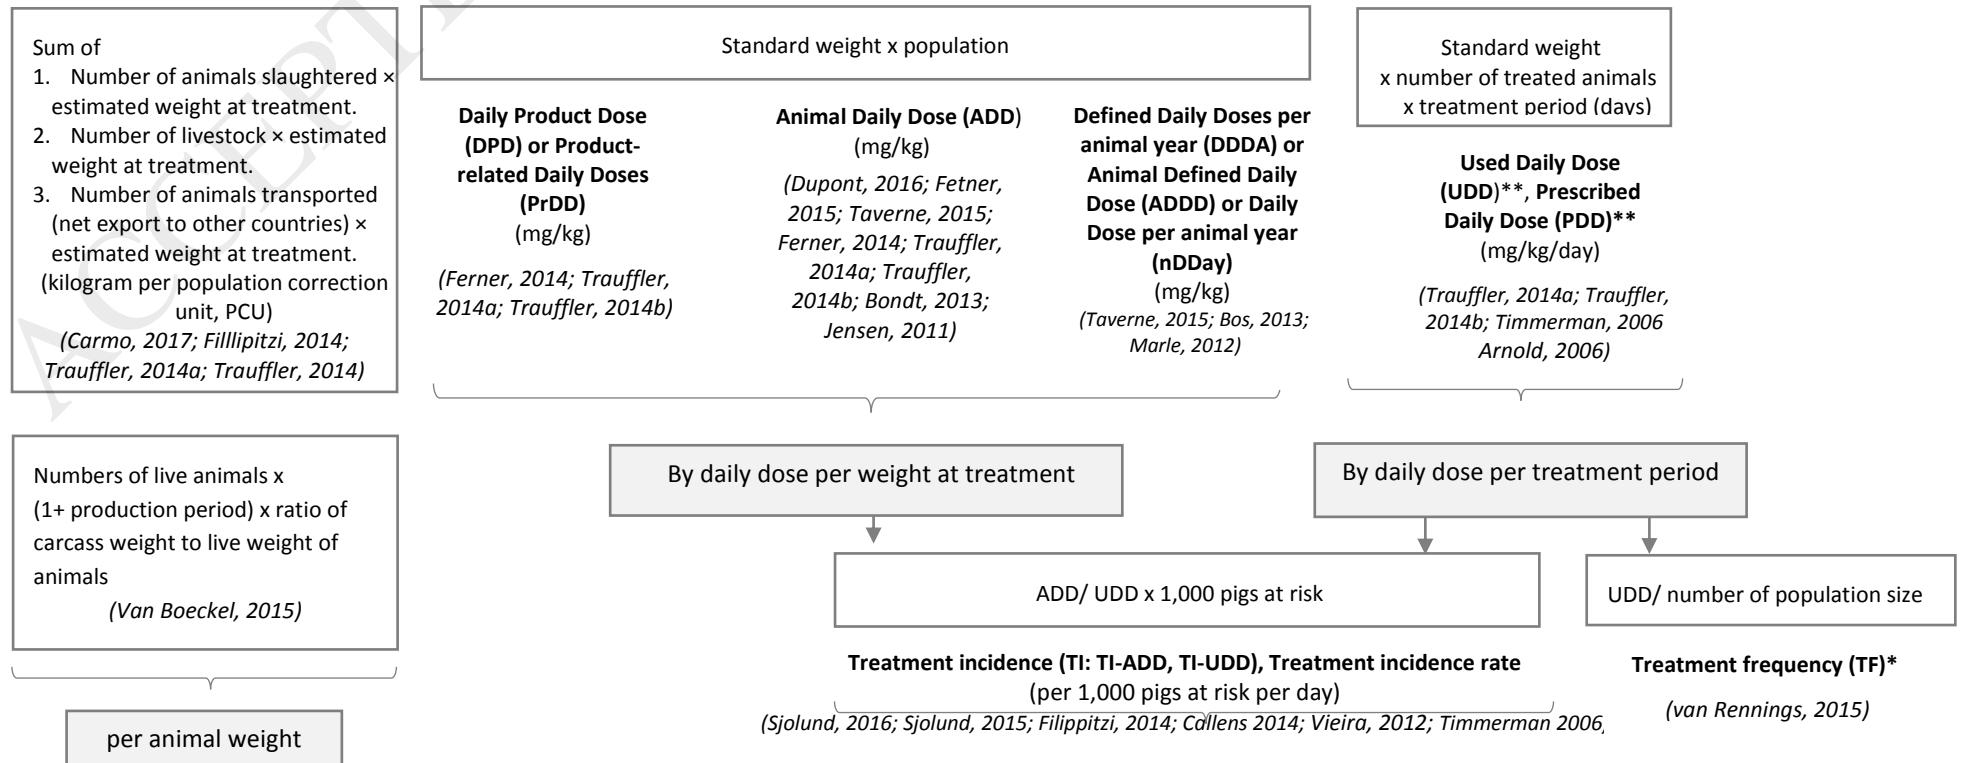 Sum of
1. Number of animals slaughtered ×
estimated weight at treatment.
2. Number of livestock × estimated
weight at treatment.
3. Number of animals transported
(net export to other countries) ×
estimated weight at treatment.
(kilogram per population correction
unit, PCU)
(Carmo, 2017; Filllipitzi, 2014;
Trauffler, 2014a; Trauffler, 2014)
Numbers of live animals x
(1+ production period) x ratio of
carcass weight to live weight of
animals
(Van Boeckel, 2015)
per animal weight
Standard weight x population
Daily Product Dose
(DPD) or Product-
related Daily Doses
(PrDD)
(mg/kg)
(Ferner, 2014; Trauffler,
2014a; Trauffler, 2014b)
Animal Daily Dose (ADD)
(mg/kg)
(Dupont, 2016; Fetner,
2015; Taverne, 2015;
Ferner, 2014; Trauffler,
2014a; Trauffler,
2014b; Bondt, 2013;
Jensen, 2011)
Defined Daily Doses per
animal year (DDDA) or
Animal Defined Daily
Dose (ADDD) or Daily
Dose per animal year
(nDDay)
(mg/kg)
(Taverne, 2015; Bos, 2013;
Marle, 2012)
Standard weight
x number of treated animals
x treatment period (days)
Used Daily Dose
(UDD)**, Prescribed
Daily Dose (PDD)**
(mg/kg/day)
(Trauffler, 2014a; Trauffler,
2014b; Timmerman, 2006
Arnold, 2006)
By daily dose per weight at treatment
By daily dose per treatment period
ADD/ UDD x 1,000 pigs at risk
UDD/ number of population size
Treatment incidence (TI: TI-ADD, TI-UDD), Treatment incidence rate
(per 1,000 pigs at risk per day)
(Sjolund, 2016; Sjolund, 2015; Filippitzi, 2014; Callens 2014; Vieira, 2012; Timmerman 2006,
Treatment frequency (TF)*
(van Rennings, 2015)